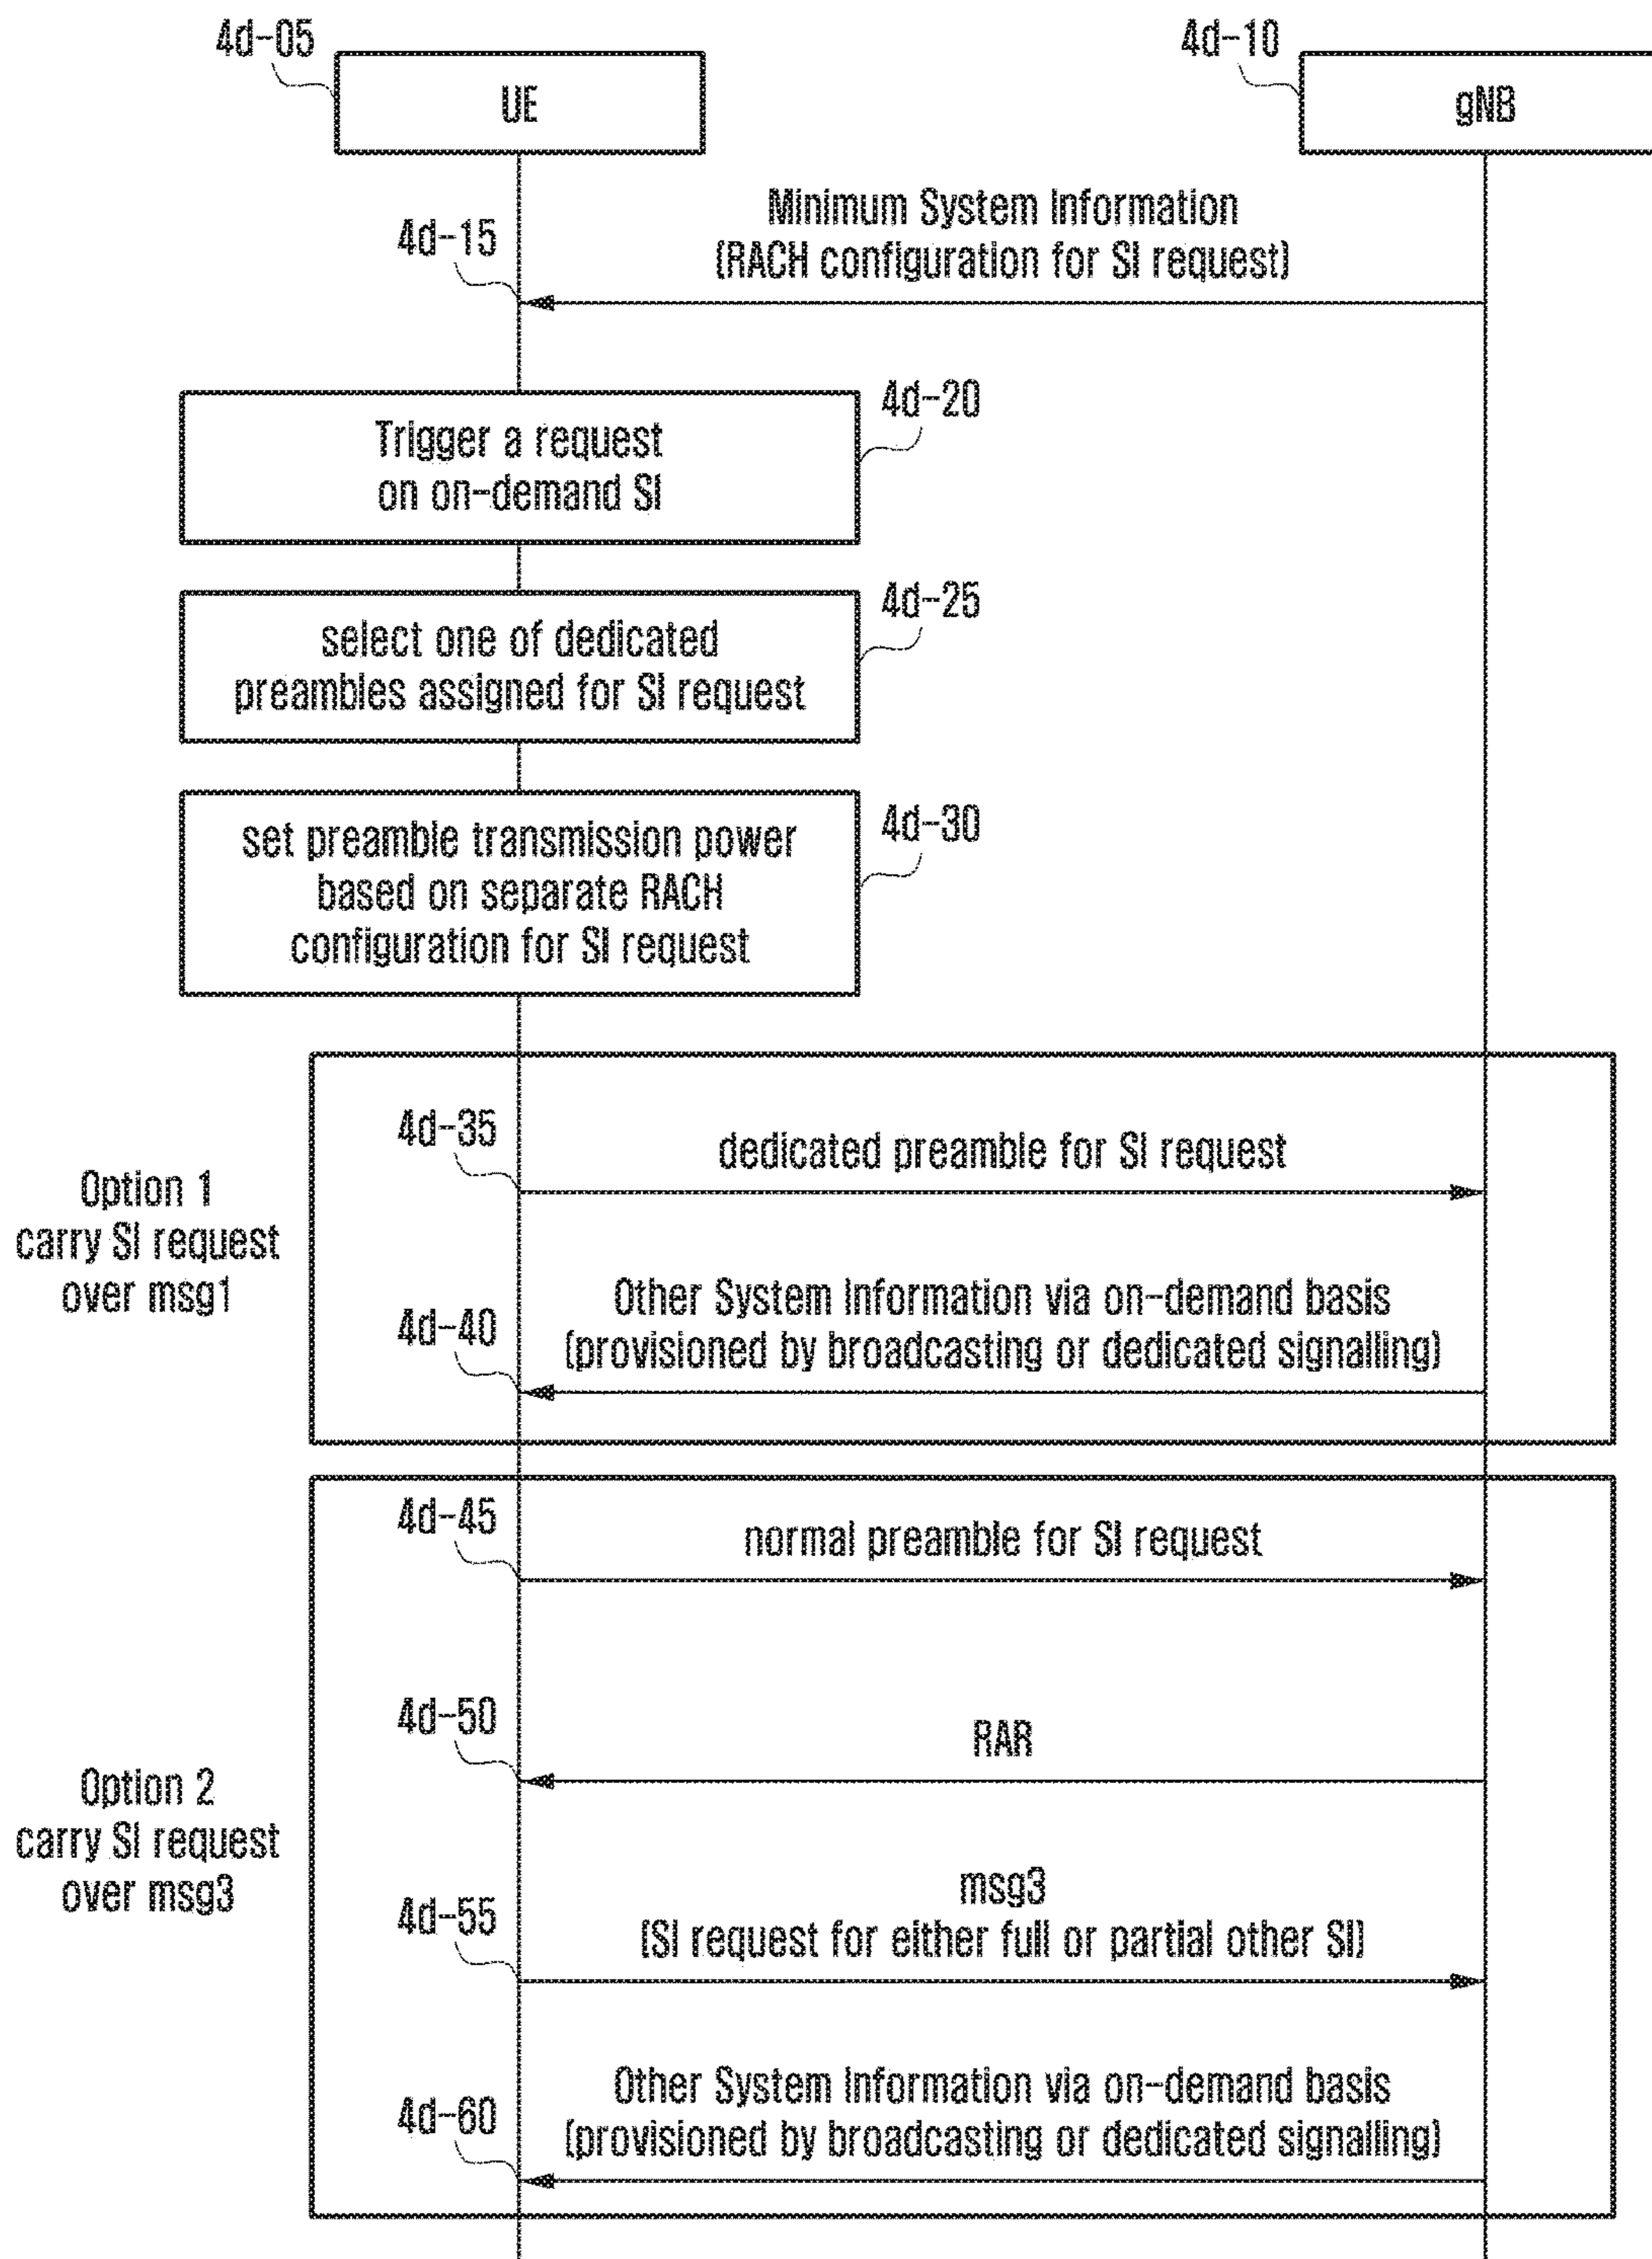 4d-05
UE
4d-10
gNB
Minimum System Information
(RACH configuration for SI request)
4d-15
Trigger a request
on on-demand SI
4d-20
select one of dedicated
preambles assigned for SI request
4d-25
set preamble transmission power
based on separate RACH
configuration for SI request
4d-30
Option 1
carry SI request
over msg1
4d-35
dedicated preamble for SI request
4d-40
Other System Information via on-demand basis
(provisioned by broadcasting or dedicated signalling)
Option 2
carry SI request
over msg3
4d-45
normal preamble for SI request
4d-50
RAR
4d-55
msg3
(SI request for either full or partial other SI)
4d-60
Other System Information via on-demand basis
(provisioned by broadcasting or dedicated signalling)